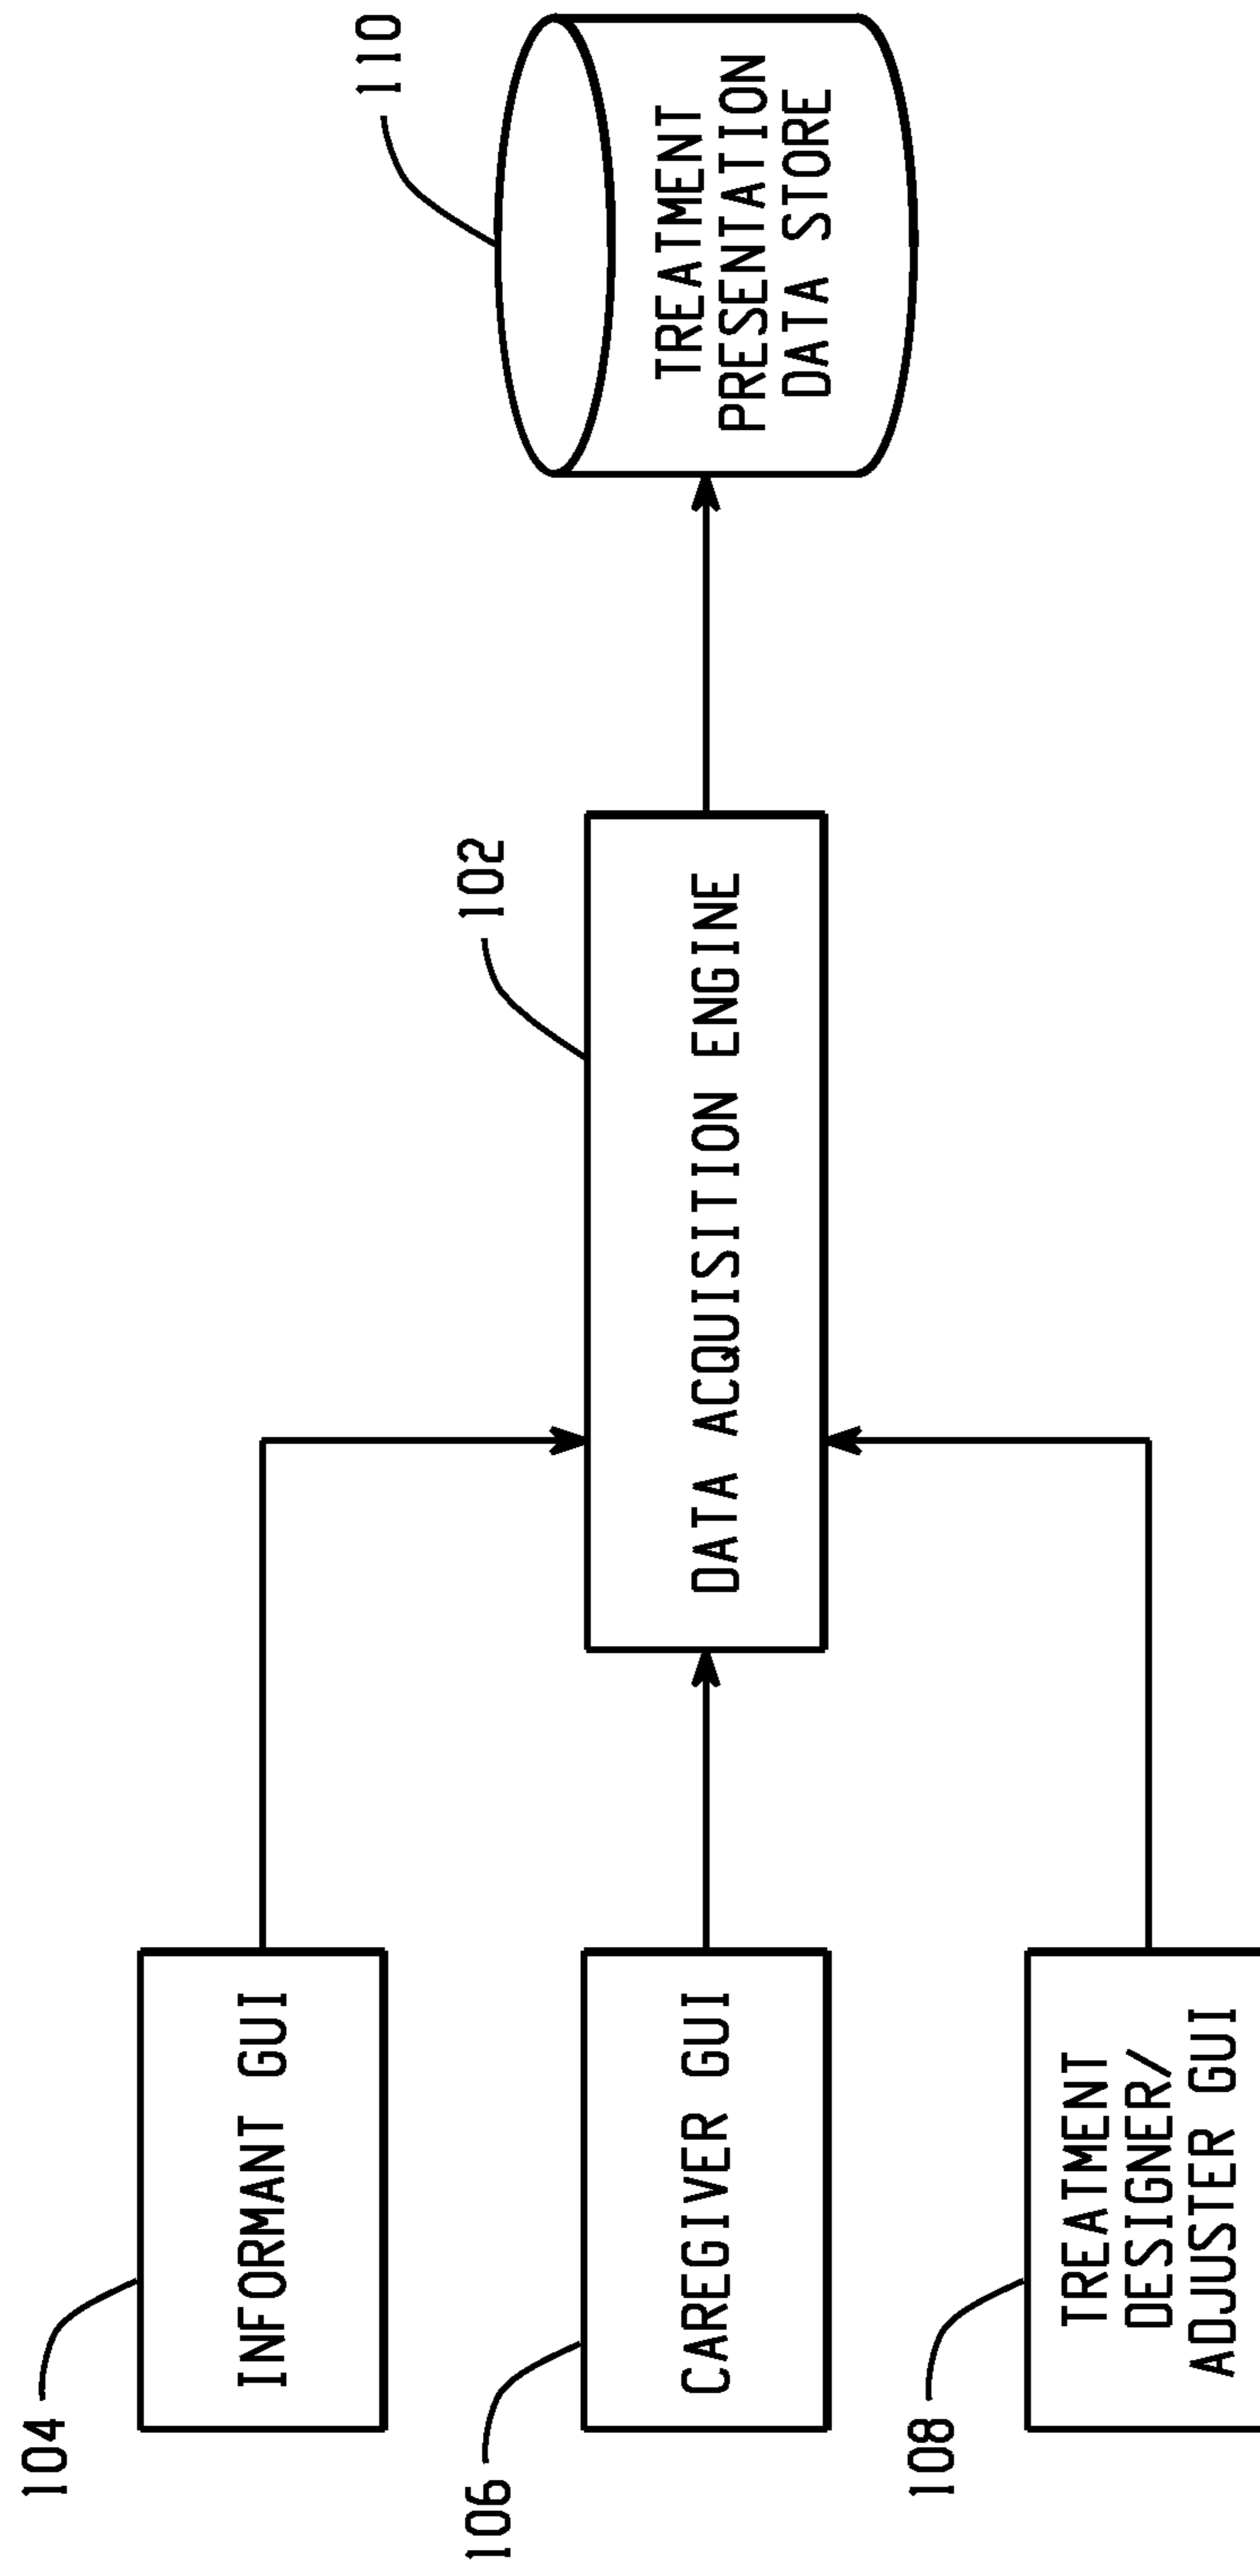 104
INFORMANT GUI
106
CAREGIVER GUI
108
TREATMENT
DESIGNER/
ADJUSTER GUI
102
DATA ACQUISITION ENGINE
110
TREATMENT
PRESENTATION
DATA STORE